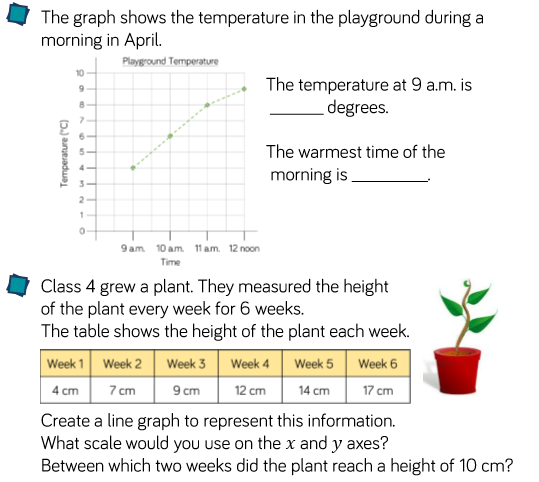 The graph shows the temperature in the playground during a
morning in April.
Playground Temperature
10
9
8
7
6
5
4
3
2
1
0
Temperature (°C)
9 a.m. 10 a.m. 11 a.m. 12 noon
Time
The temperature at 9 a.m. is
______ degrees.
The warmest time of the
morning is ________.
Class 4 grew a plant. They measured the height
of the plant every week for 6 weeks.
The table shows the height of the plant each week.
Week 1 Week 2 Week 3 Week 4 Week 5 Week 6
4 cm 7 cm 9 cm 12 cm 14 cm 17 cm
Create a line graph to represent this information.
What scale would you use on the x and y axes?
Between which two weeks did the plant reach a height of 10 cm?